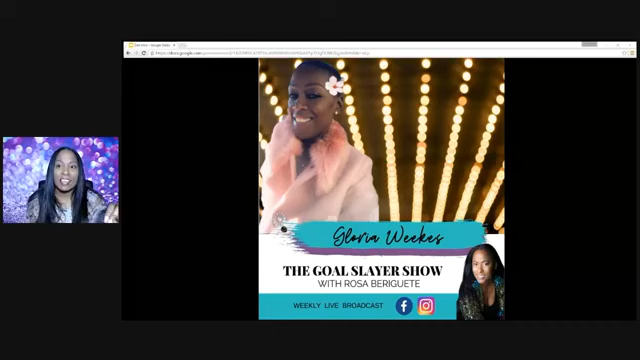 Gloria Weekes
THE GOAL SLAYER SHOW
WITH ROSA BERIGUETE
WEEKLY LIVE BROADCAST